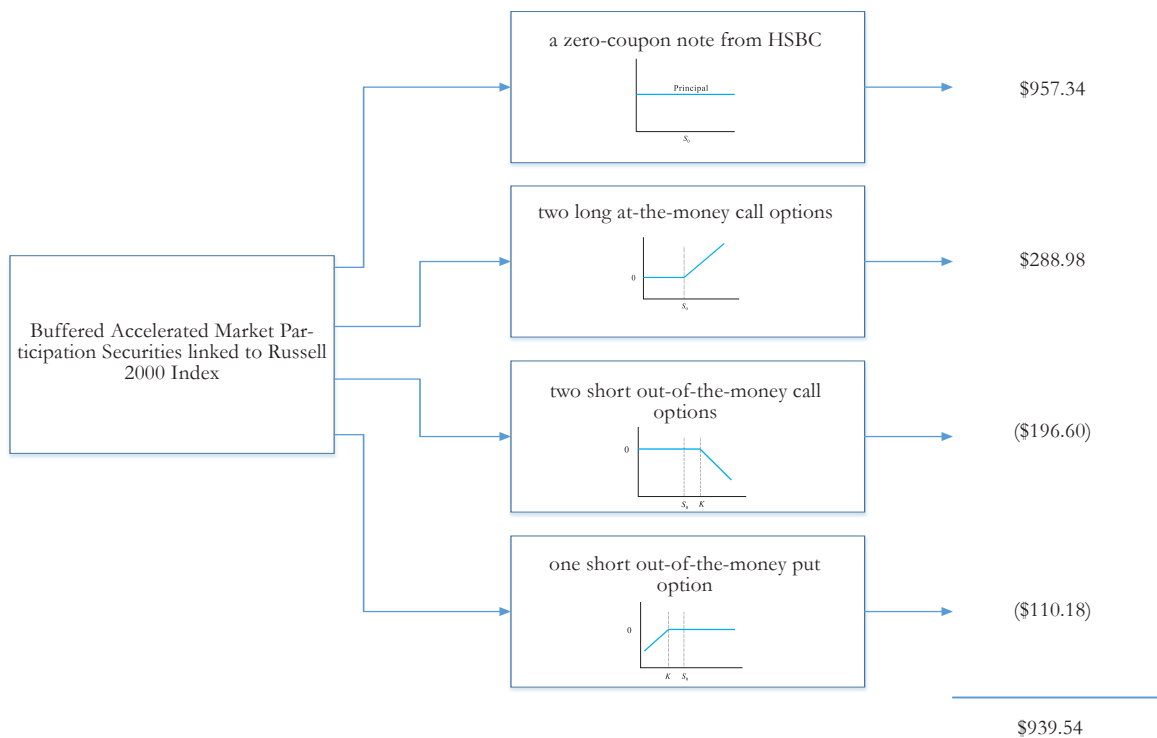 a zero-coupon note from HSBC
Principal
S0
$957.34
two long at-the-money call options
0
S0
$288.98
Buffered Accelerated Market Par-
ticipation Securities linked to Russell
2000 Index
two short out-of-the-money call
options
0
S0 K
($196.60)
one short out-of-the-money put
option
0
K S0
($110.18)
$939.54